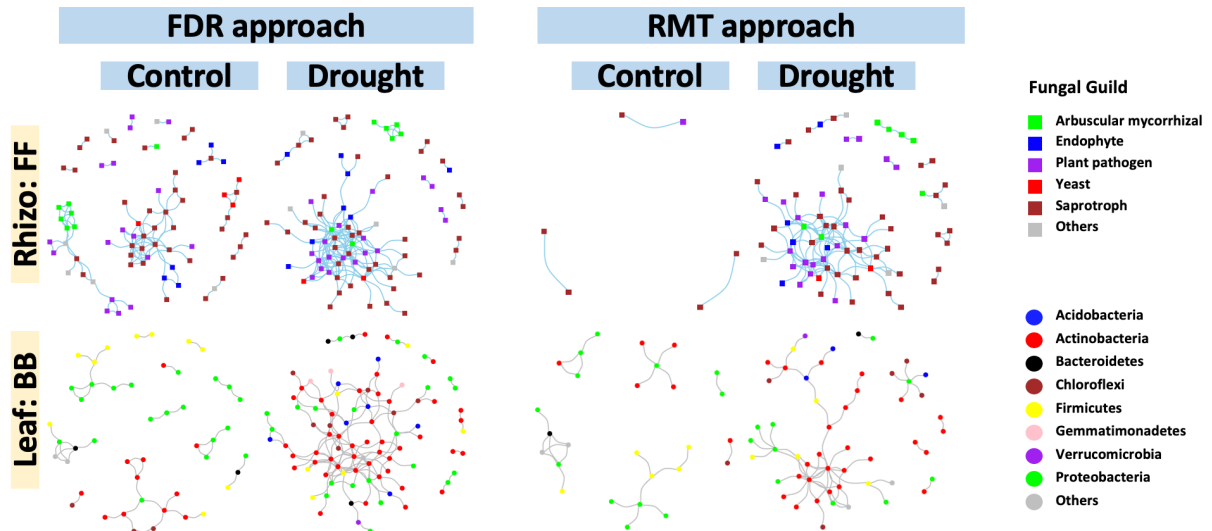 FDR approach
RMT approach
Control
Drought
Control
Drought
Rhizo: FF
Leaf: BB
Fungal Guild
Arbuscular mycorrhizal
Endophyte
Plant pathogen
Yeast
Saprotroph
Others
Acidobacteria
Actinobacteria
Bacteroidetes
Chloroflexi
Firmicutes
Gemmatimonadetes
Verrucomicrobia
Proteobacteria
Others